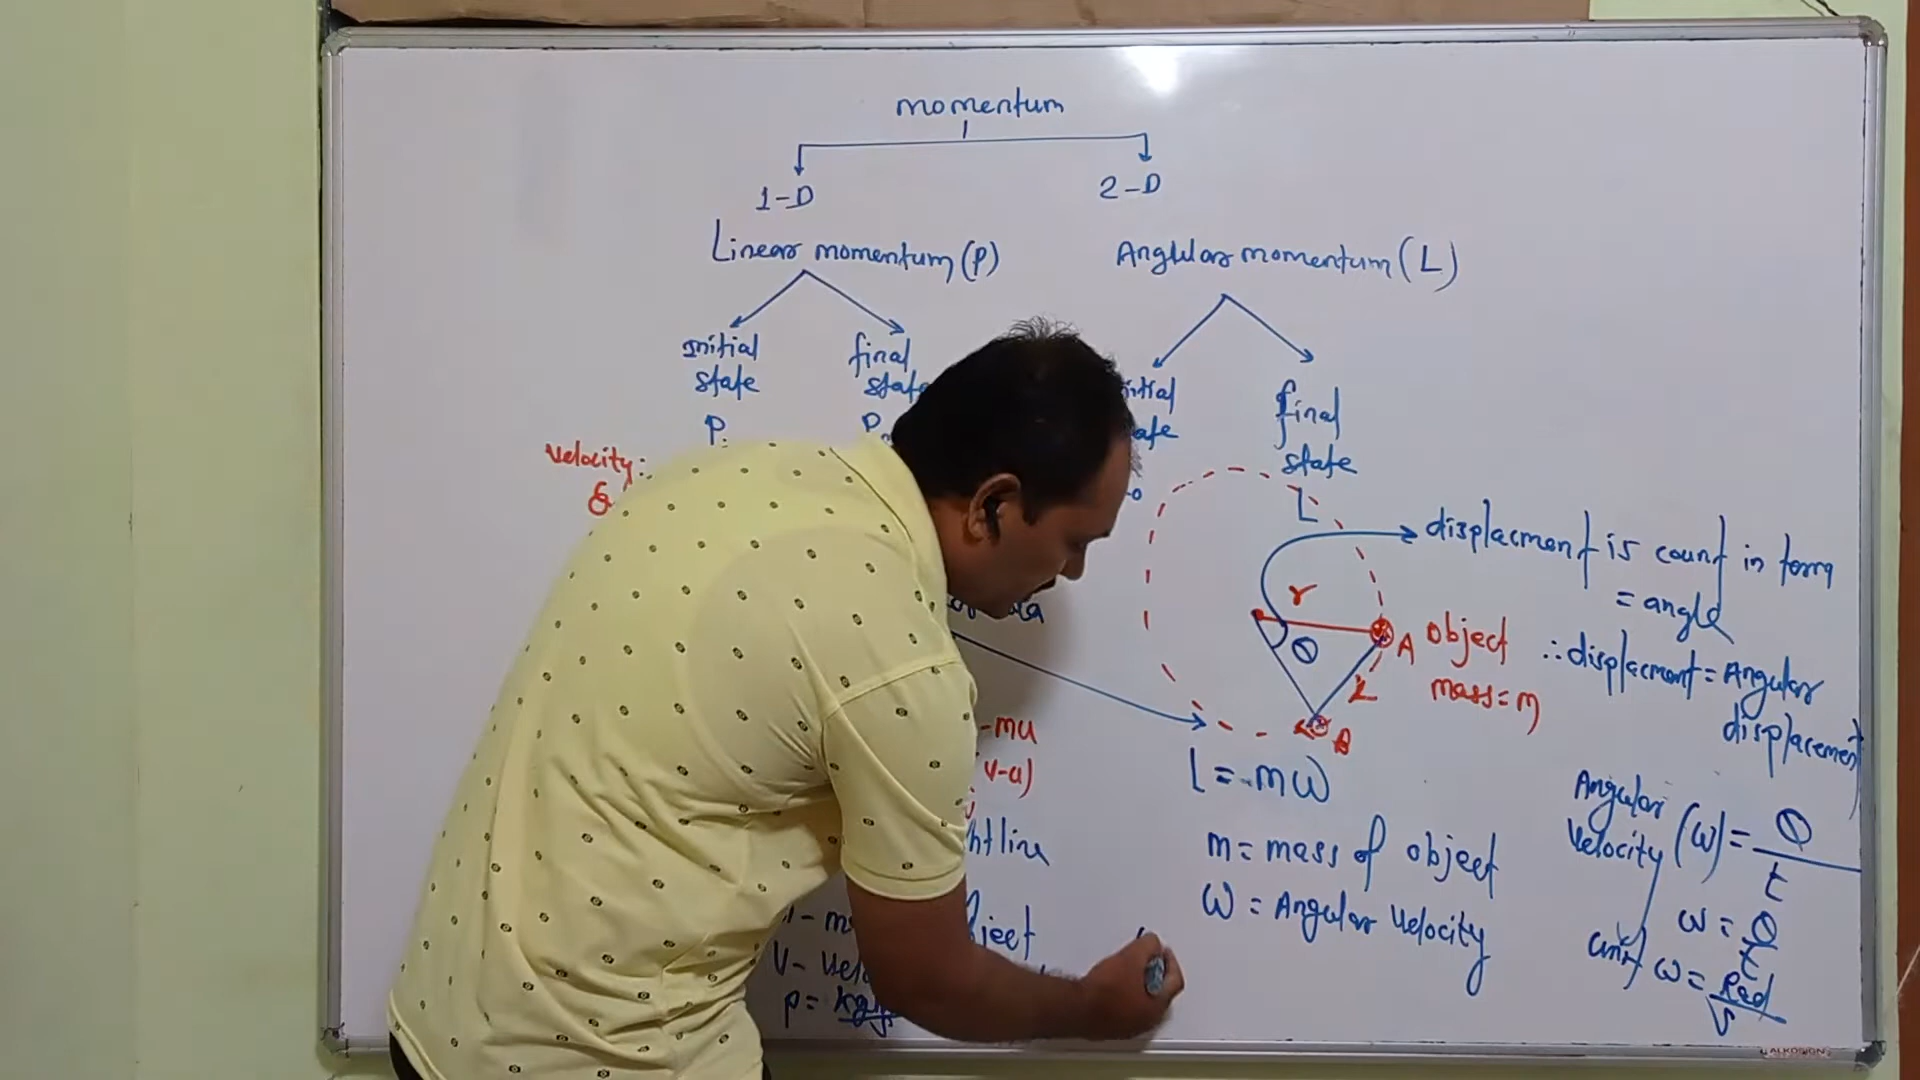 momentum
1-D
2-D
Linear momentum (P)
Angular momentum (L)
Initial
state
final
state
final
state
L
velocity
&
displacment is count in form
= angle
r
θ
A
object
mass = m
B
∴ displacment = Angular
displacement
-mu
v-u)
L = mω
m = mass of object
ω = Angular velocity
Angular
velocity (ω) = θ
t
ω = θ
t
unit ω = Rad
s
V - 
P =